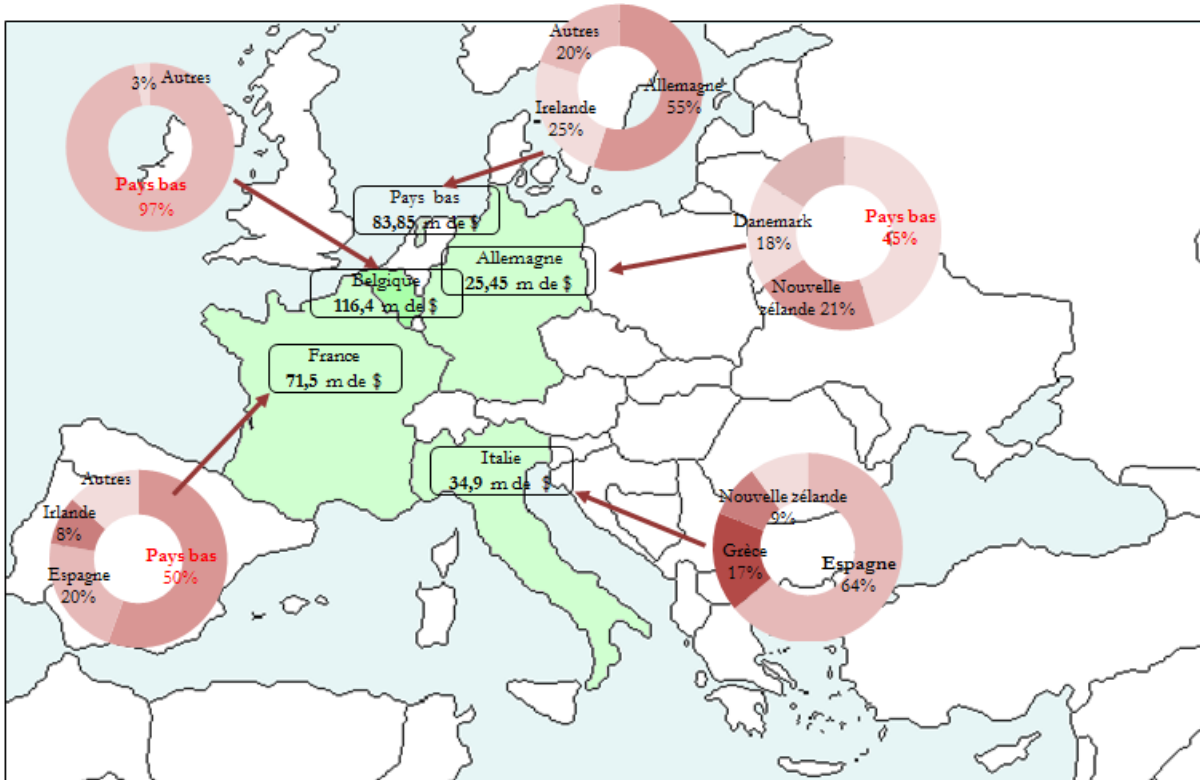 Autres
20%
Allemagne
55%
Irelande
25%
3% Autres
Pays bas
97%
Pays bas
83,85 m de $
Danemark
18%
Pays bas
45%
Nouvelle
zélande 21%
Allemagne
25,45 m de $
Belgique
116,4 m de $
France
71,5 m de $
Italie
34,9 m de $
Autres
Irlande
8%
Pays bas
50%
Espagne
20%
Nouvelle zélande
9%
Grèce
17%
Espagne
64%